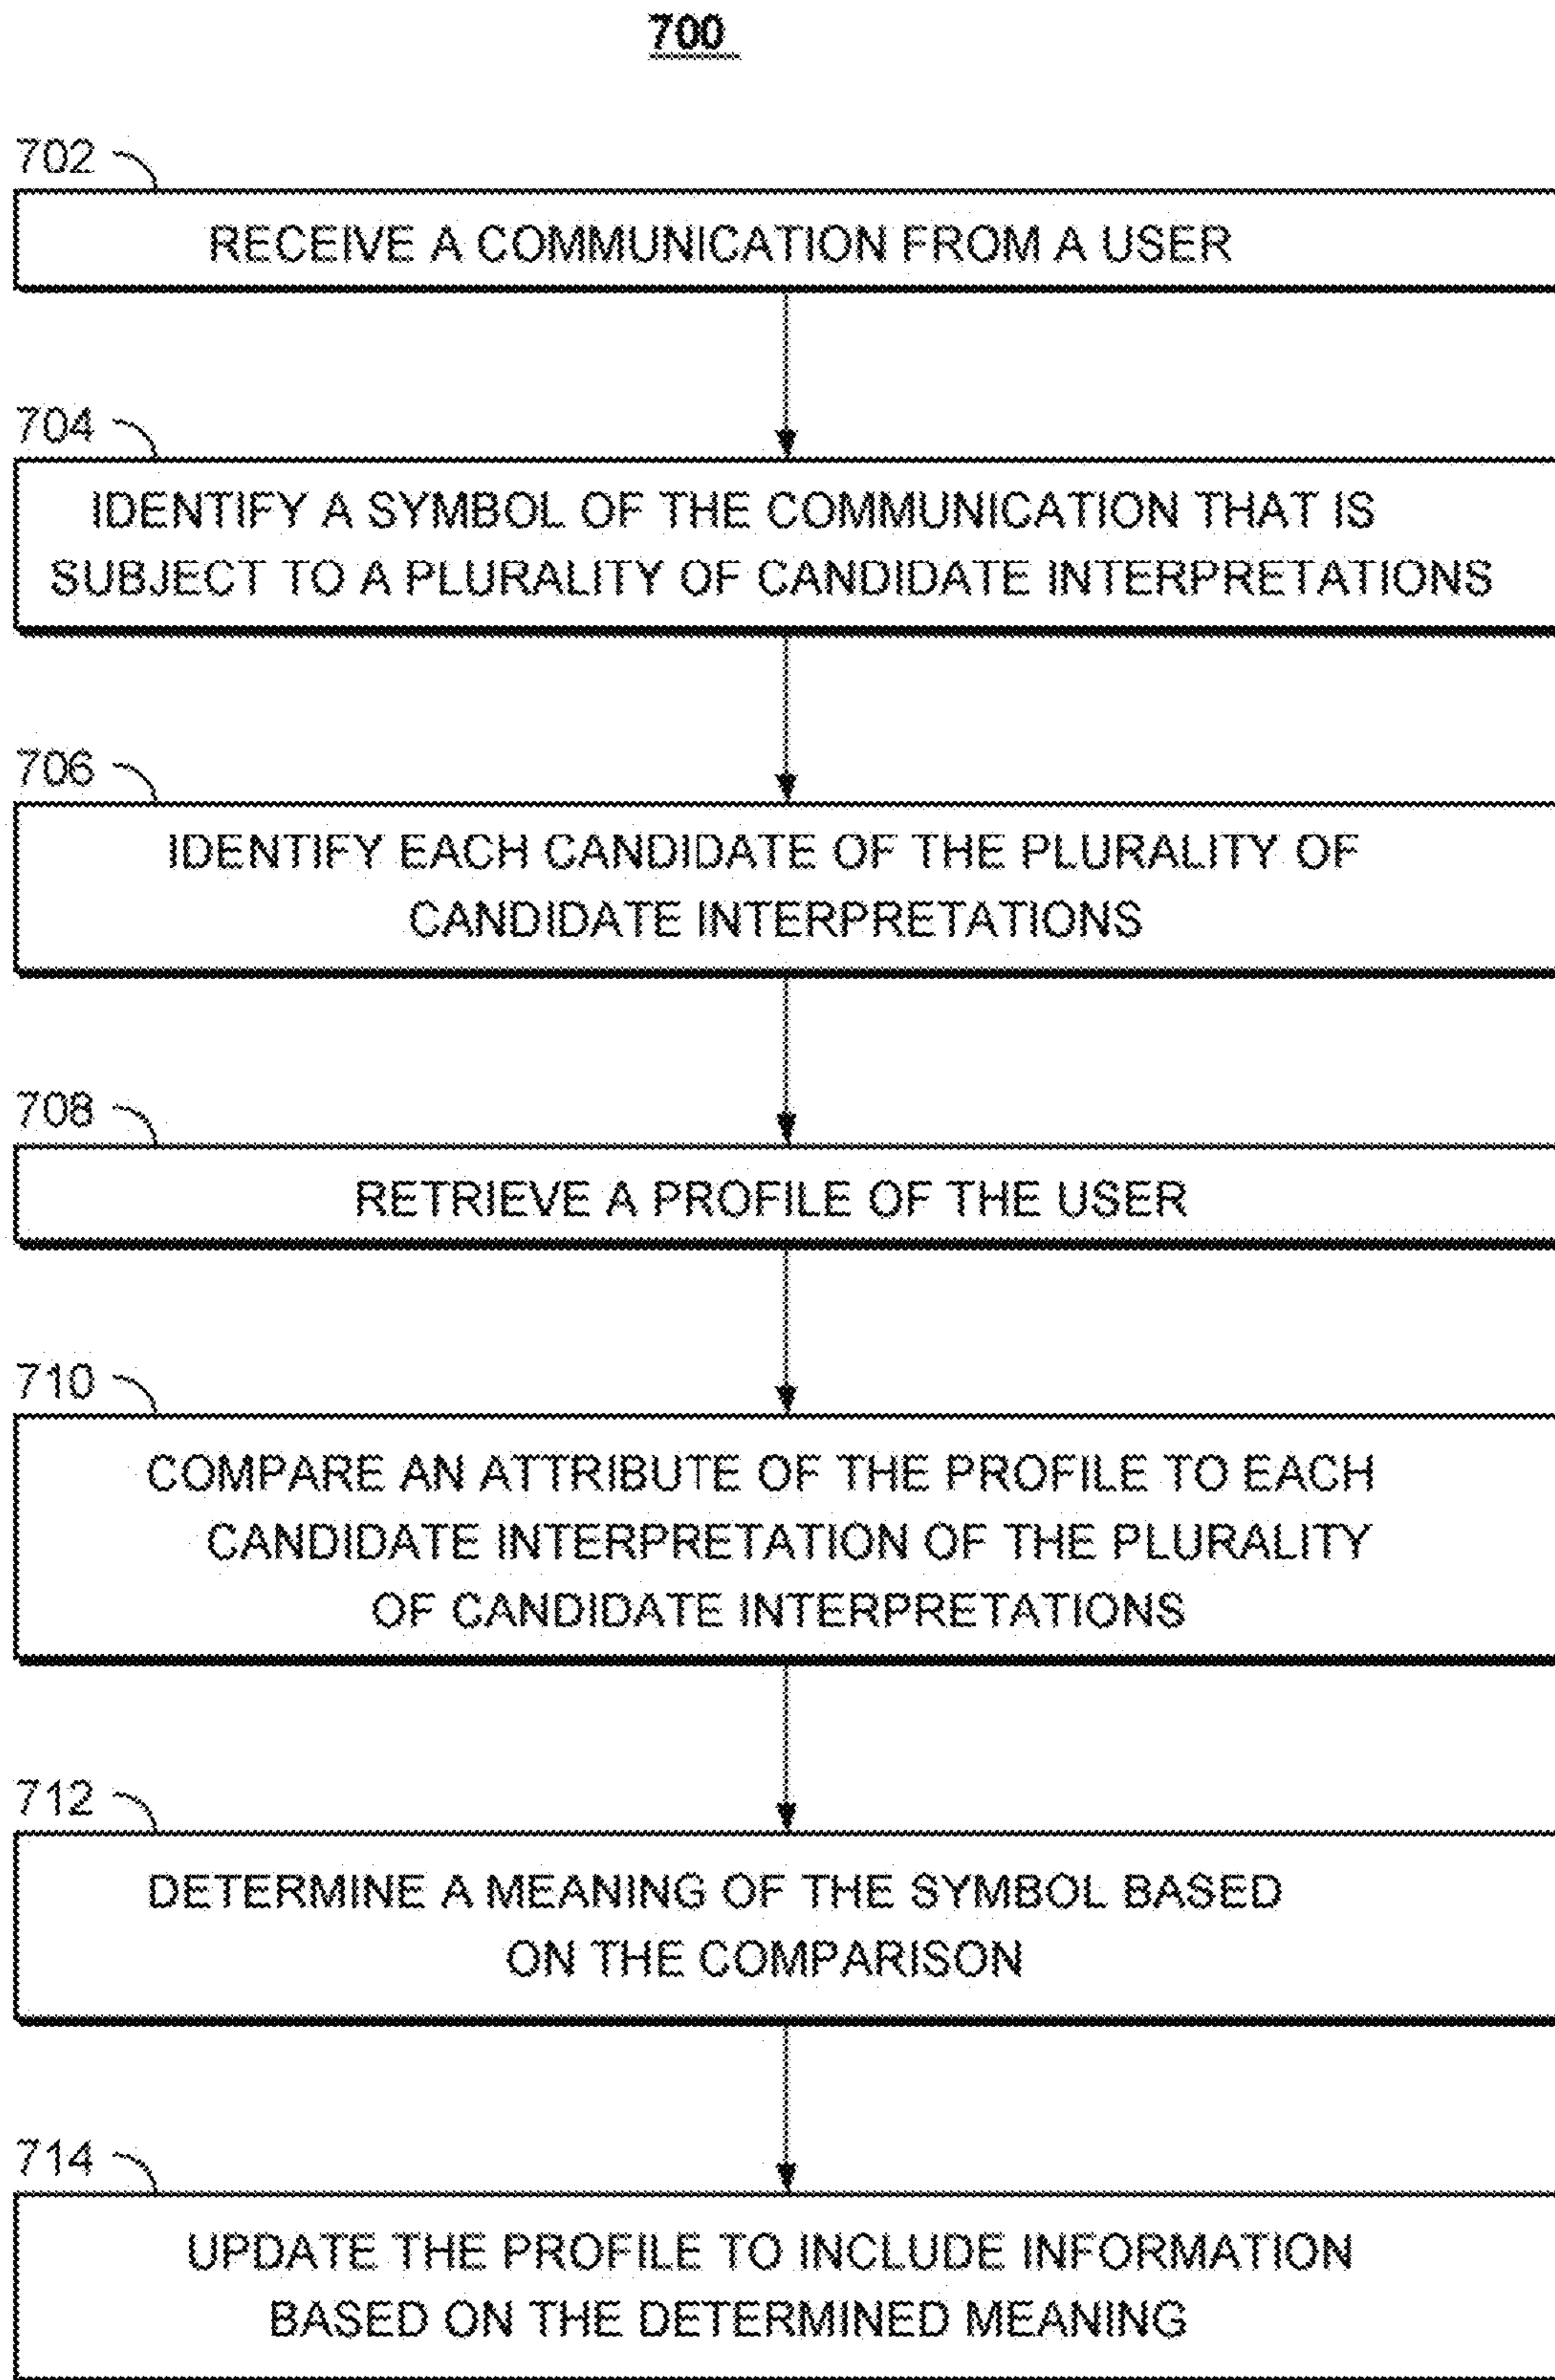 700
702
RECEIVE A COMMUNICATION FROM A USER
704
IDENTIFY A SYMBOL OF THE COMMUNICATION THAT IS
SUBJECT TO A PLURALITY OF CANDIDATE INTERPRETATIONS
706
IDENTIFY EACH CANDIDATE OF THE PLURALITY OF
CANDIDATE INTERPRETATIONS
708
RETRIEVE A PROFILE OF THE USER
710
COMPARE AN ATTRIBUTE OF THE PROFILE TO EACH
CANDIDATE INTERPRETATION OF THE PLURALITY
OF CANDIDATE INTERPRETATIONS
712
DETERMINE A MEANING OF THE SYMBOL BASED
ON THE COMPARISON
714
UPDATE THE PROFILE TO INCLUDE INFORMATION
BASED ON THE DETERMINED MEANING